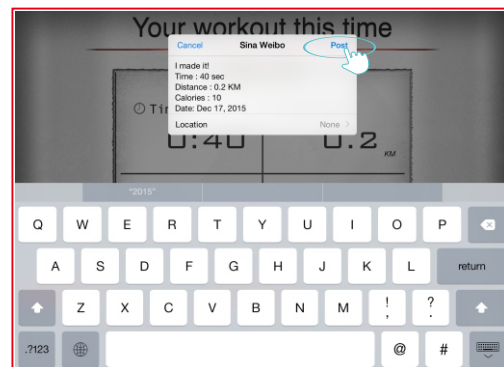 Your workout this time
Cancel Sina Weibo Post
I made it!
Time : 40 sec
Distance : 0.2 KM
Calories : 10
Date: Dec 17, 2015
Location None >
0:40 0.2 KM
"2015"
Q W E R T Y U I O P
A S D F G H J K L return
Z X C V B N M ! , ? .
.?123 @ #